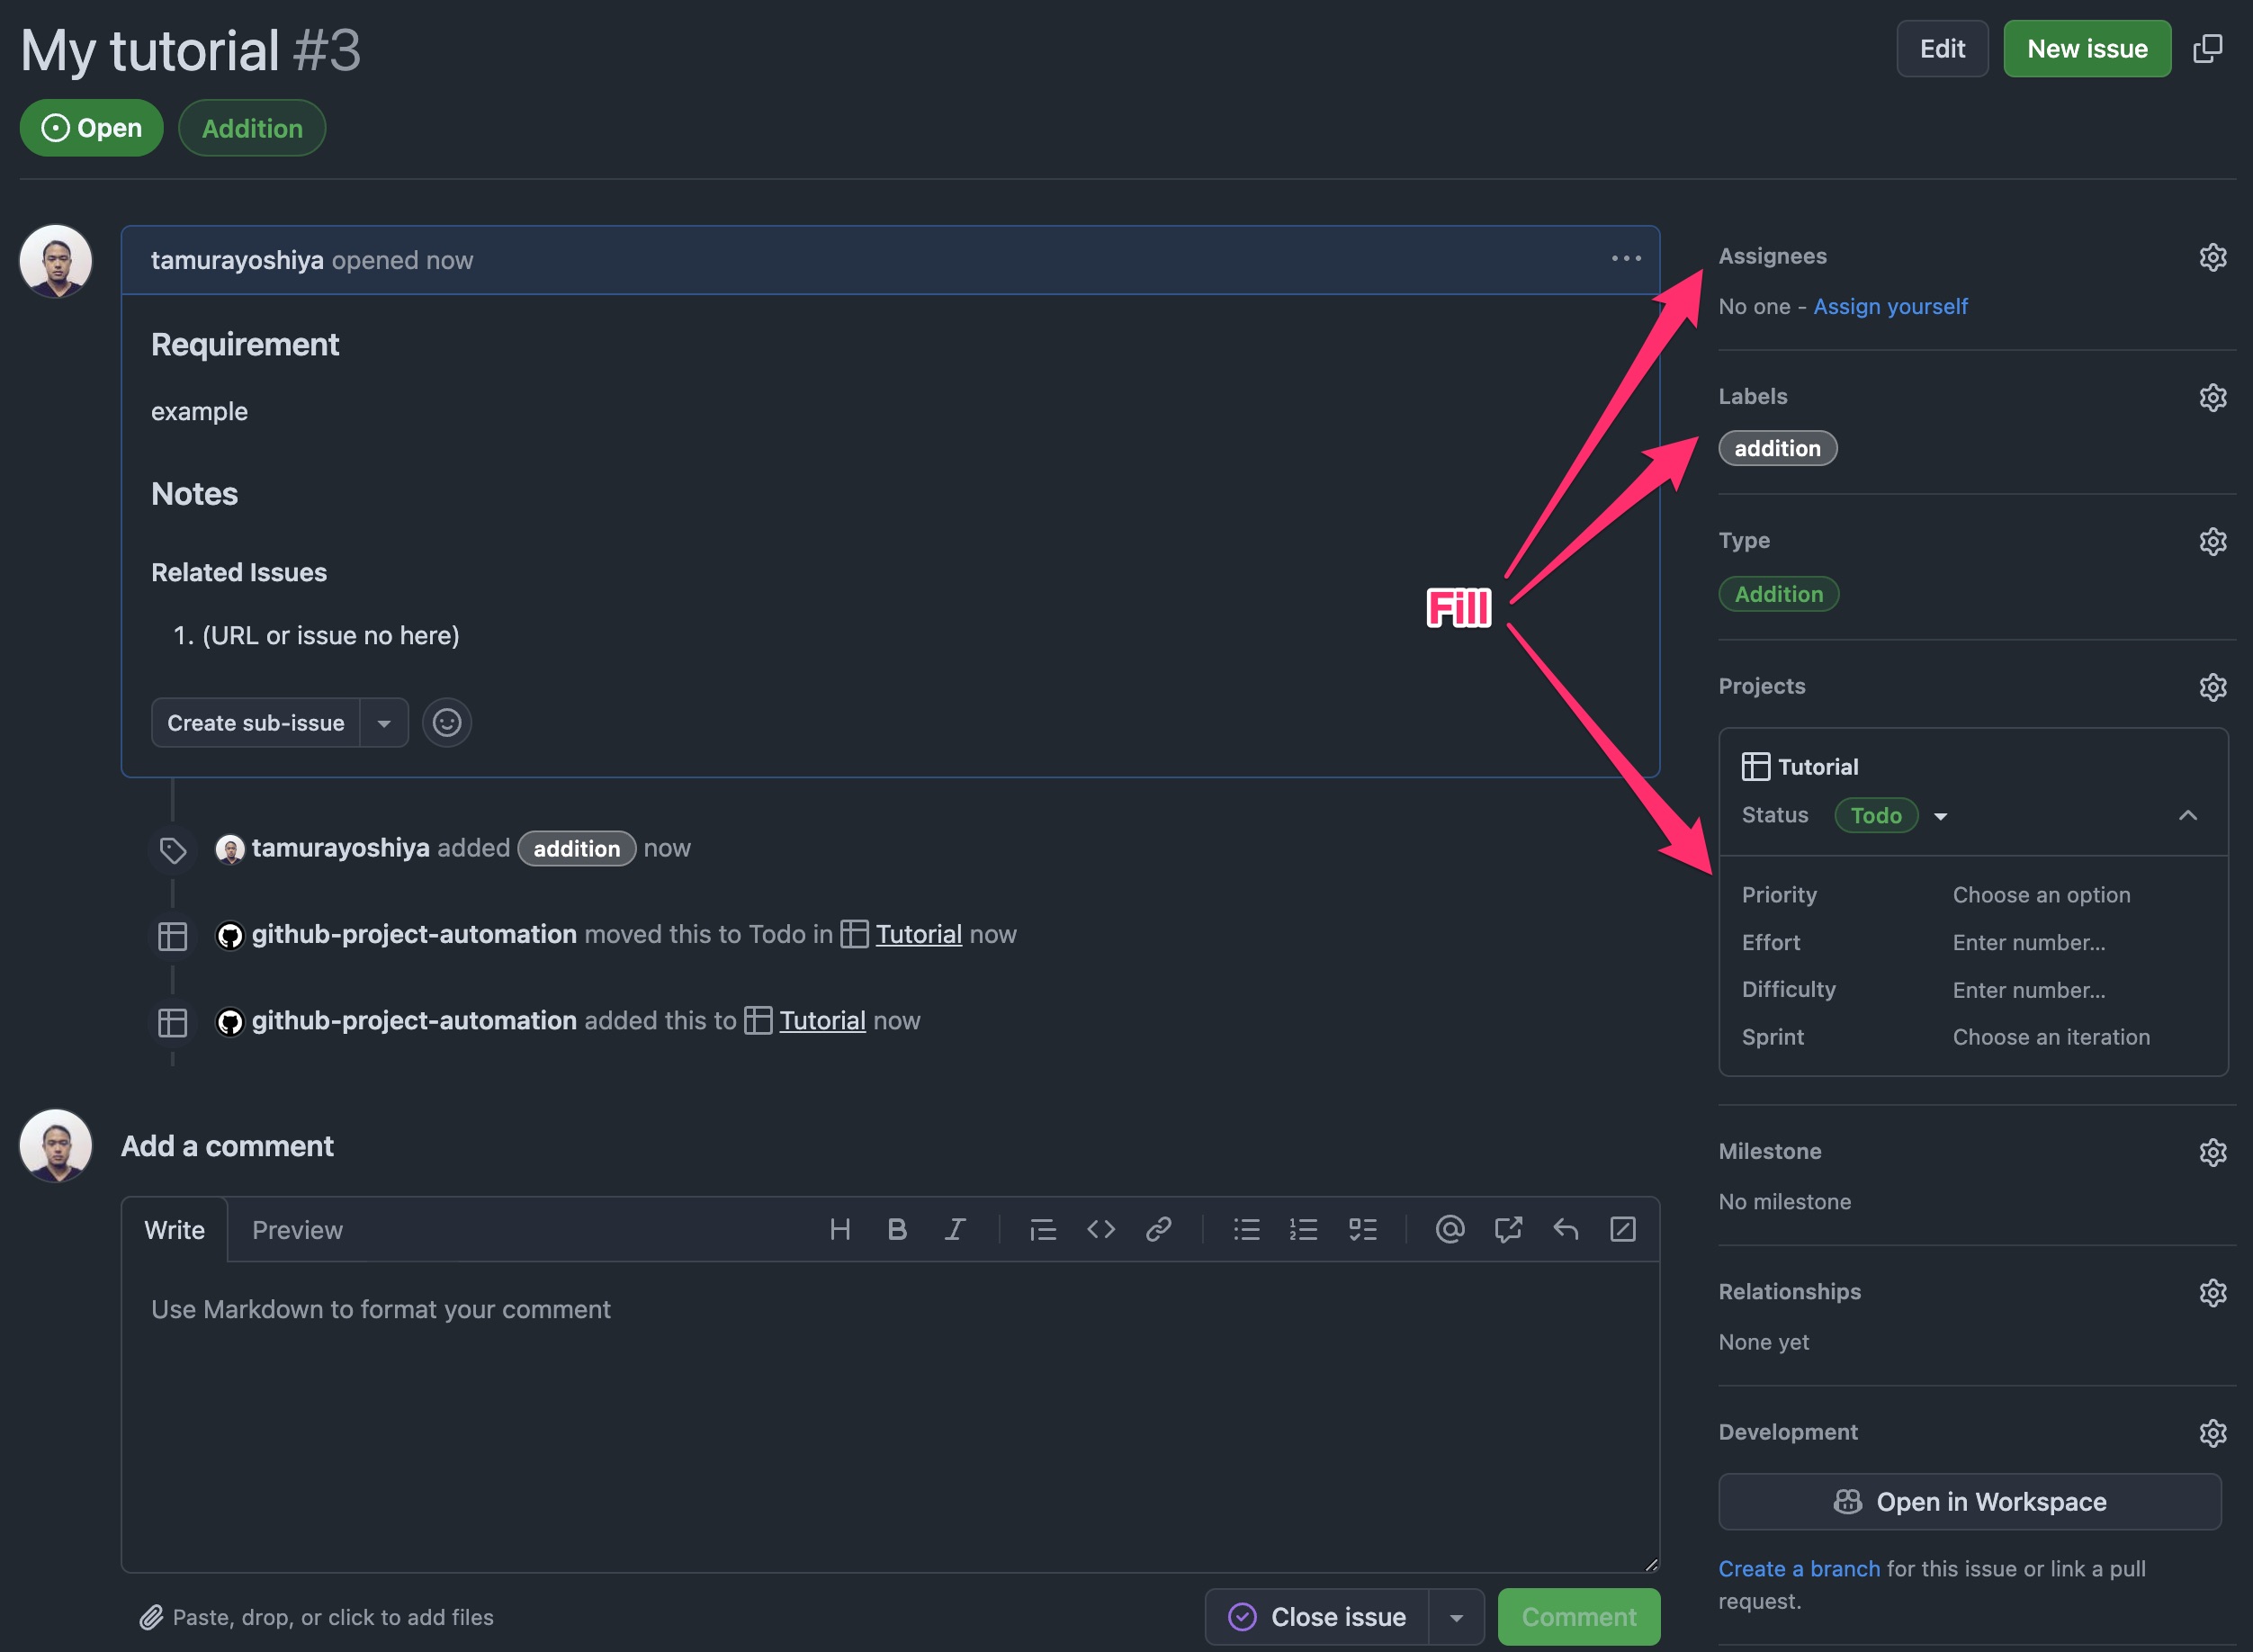 My tutorial #3
Edit
New issue
Open
Addition
tamurayoshiya opened now
Requirement
example
Notes
Related Issues
1. (URL or issue no here)
Create sub-issue
Fill
tamurayoshiya added addition now
github-project-automation moved this to Todo in Tutorial now
github-project-automation added this to Tutorial now
Add a comment
Write
Preview
Use Markdown to format your comment
Paste, drop, or click to add files
Close issue
Comment
Assignees
No one - Assign yourself
Labels
addition
Type
Addition
Projects
Tutorial
Status Todo
Priority Choose an option
Effort Enter number...
Difficulty Enter number...
Sprint Choose an iteration
Milestone
No milestone
Relationships
None yet
Development
Open in Workspace
Create a branch for this issue or link a pull
request.